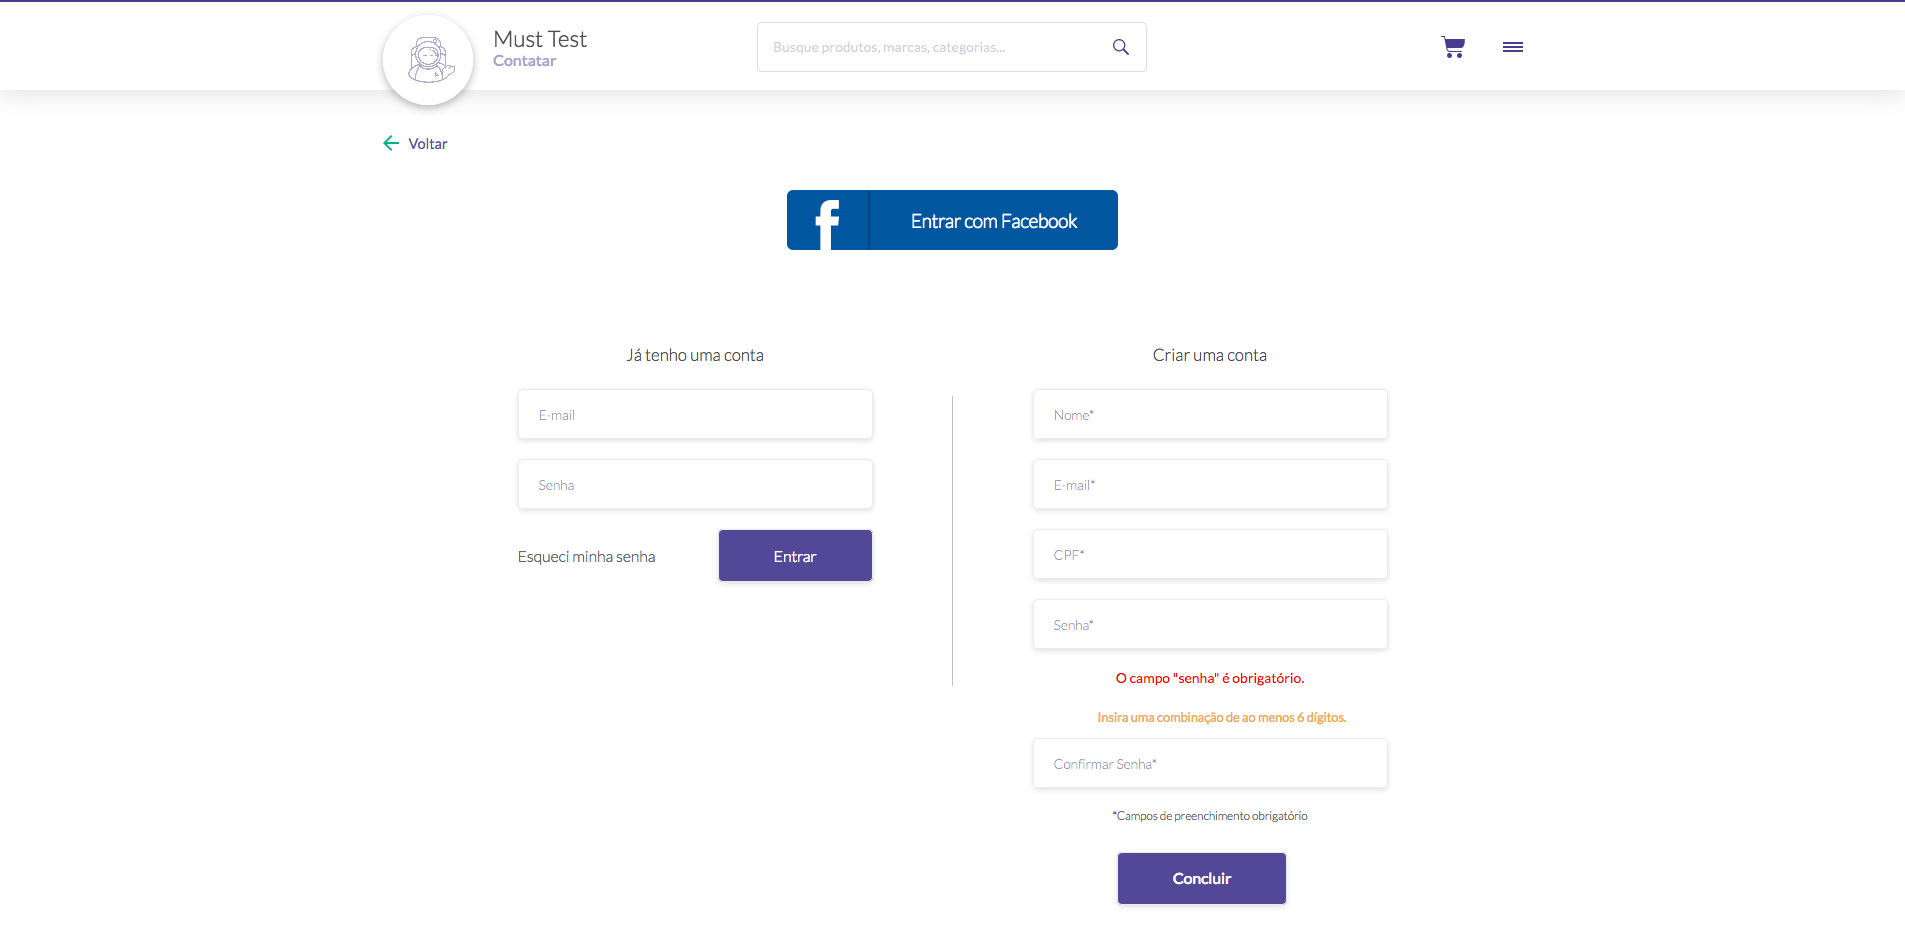 Must Test
Contatar
Busque produtos, marcas, categorias...
Voltar
Entrar com Facebook
Já tenho uma conta
E-mail
Senha
Esqueci minha senha
Entrar
Criar uma conta
Nome*
E-mail*
CPF*
Senha*
O campo "senha" é obrigatório.
Insira uma combinação de ao menos 6 dígitos.
Confirmar Senha*
*Campos de preenchimento obrigatório
Concluir